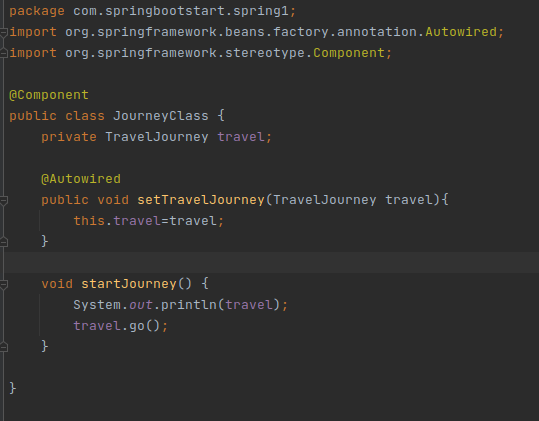 package com.springbootstart.spring1;
import org.springframework.beans.factory.annotation.Autowired;
import org.springframework.stereotype.Component;

@Component
public class JourneyClass {
    private TravelJourney travel;

    @Autowired
    public void setTravelJourney(TravelJourney travel){
        this.travel=travel;
    }

    void startJourney() {
        System.out.println(travel);
        travel.go();
    }

}